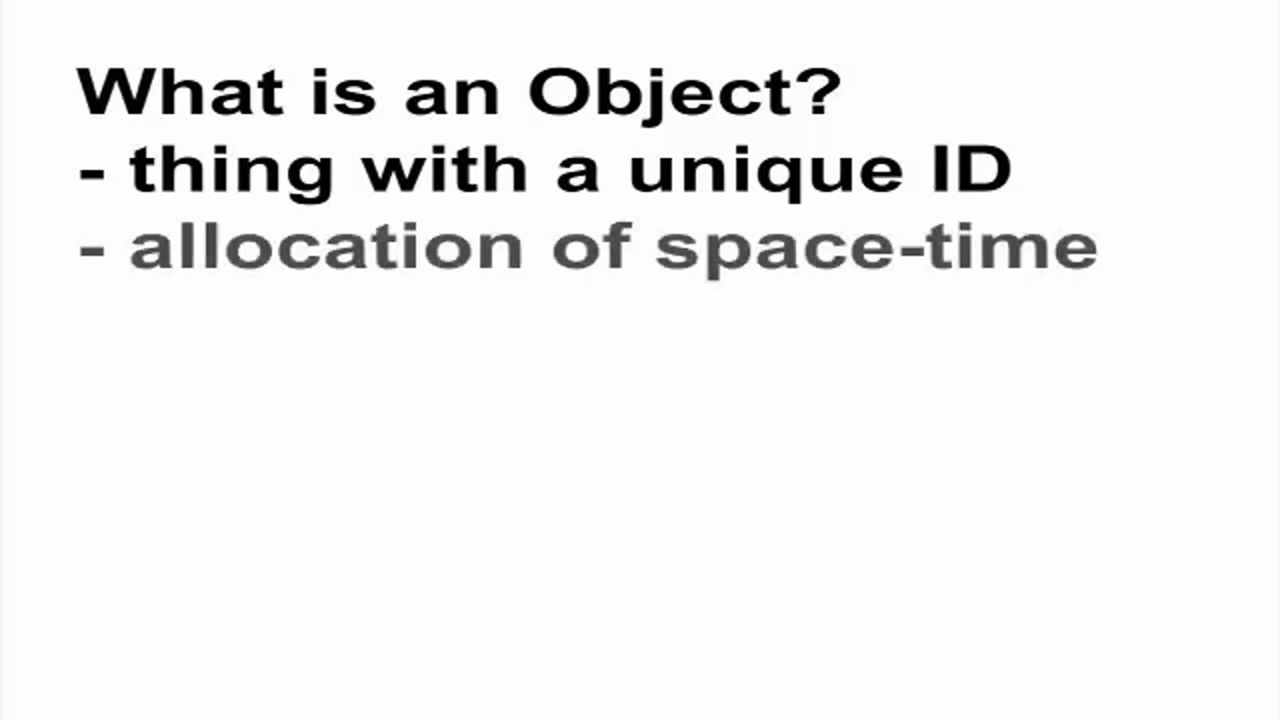 What is an Object?
- thing with a unique ID
- allocation of space-time